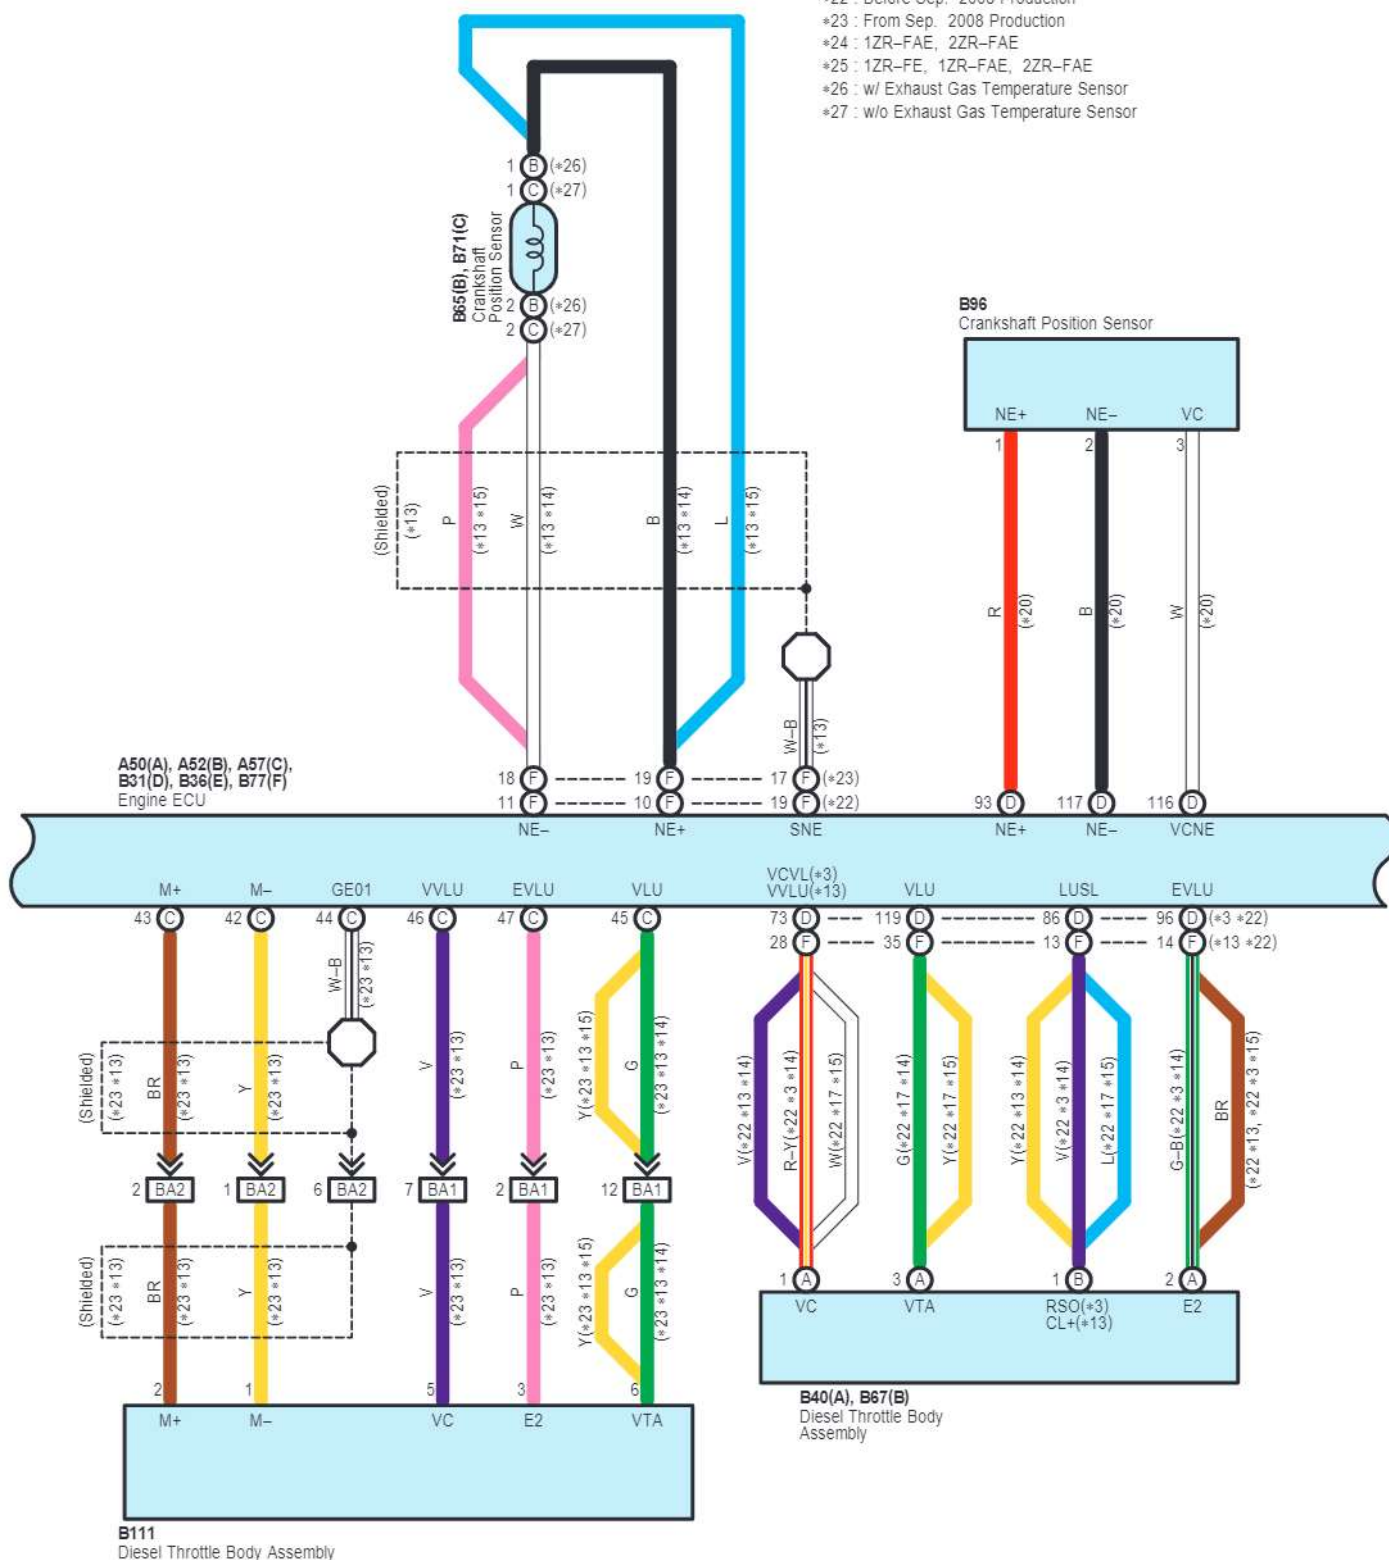 *22 : Before Sep. 2008 Production
*23 : From Sep. 2008 Production
*24 : 1ZR–FAE, 2ZR–FAE
*25 : 1ZR–FE, 1ZR–FAE, 2ZR–FAE
*26 : w/ Exhaust Gas Temperature Sensor
*27 : w/o Exhaust Gas Temperature Sensor
1 B (*26)
1 C (*27)
B65(B), B71(C)
Crankshaft
Position Sensor
2 B (*26)
2 C (*27)
B96
Crankshaft Position Sensor
NE+ NE– VC
1 2 3
(Shielded)
(*13)
P
(*13 *15)
W
(*13 *14)
B
(*13 *14)
L
(*13 *15)
R
(*20)
B
(*20)
W
(*20)
W–B
(*13)
A50(A), A52(B), A57(C),
B31(D), B36(E), B77(F)
Engine ECU
18 F 19 F 17 F (*23)
11 F 10 F 19 F (*22)
93 D 117 D 116 D
NE– NE+ SNE NE+ NE– VCNE
VCVL(*3)
M+ M– GE01 VVLU EVLU VLU VVLU(*13) VLU LUSL EVLU
43 C 42 C 44 C 46 C 47 C 45 C 73 D 119 D 86 D 96 D (*3 *22)
28 F 35 F 13 F 14 F (*13 *22)
W–B
(*23 *13)
(Shielded)
(*23 *13)
BR
(*23 *13)
Y
(*23 *13)
V
(*23 *13)
P
(*23 *13)
Y(*23 *13 *15)
G
(*23 *13 *14)
V(*22 *13 *14)
R–Y(*22 *3 *14)
W(*22 *17 *15)
G(*22 *17 *14)
Y(*22 *17 *15)
Y(*22 *13 *14)
V(*22 *3 *14)
L(*22 *17 *15)
G–B(*22 *3 *14)
BR
(*22 *13, *22 *3 *15)
2 BA2 1 BA2 6 BA2 7 BA1 2 BA1 12 BA1
(Shielded)
(*23 *13)
BR
(*23 *13)
Y
(*23 *13)
V
(*23 *13)
P
(*23 *13)
Y(*23 *13 *15)
G
(*23 *13 *14)
1 A 3 A 1 B 2 A
VC VTA RSO(*3) E2
CL+(*13)
B40(A), B67(B)
Diesel Throttle Body
Assembly
2 1 5 3 6
M+ M– VC E2 VTA
B111
Diesel Throttle Body Assembly